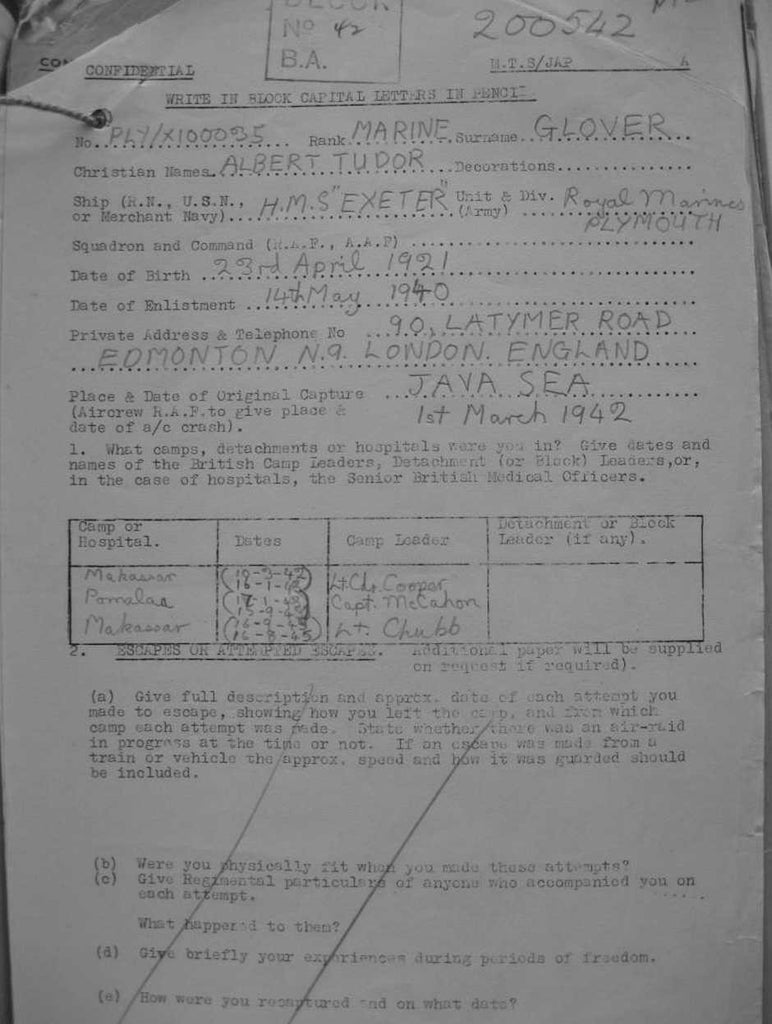 BLOCK
No 42
B.A.
200542
CONFIDENTIAL
M.T.S/JAP A
WRITE IN BLOCK CAPITAL LETTERS IN PENCIL.
No. PLY/X100035 Rank MARINE Surname GLOVER
Christian Names ALBERT TUDOR Decorations
Ship (R.N., U.S.N., or Merchant Navy) H.M.S "EXETER" Unit & Div. (Army) Royal Marines PLYMOUTH
Squadron and Command (R.A.F., A.A.F)
Date of Birth 23rd April 1921
Date of Enlistment 14th May 1940
Private Address & Telephone No 90, LATYMER ROAD
EDMONTON N.9. LONDON. ENGLAND
Place & Date of Original Capture JAVA SEA
(Aircrew R.A.F. to give place & 1st March 1942
date of a/c crash).
1. What camps, detachments or hospitals were you in? Give dates and
names of the British Camp Leaders, Detachment (or Block) Leaders, or,
in the case of hospitals, the Senior British Medical Officers.
Camp or Hospital. Dates Camp Leader Detachment or Block Leader (if any).
Makassar Lt. Cdr. Cooper
Pomalaa Capt. McCahon
Makassar Lt. Chubb
2. ESCAPES OR ATTEMPTED ESCAPES. Additional paper will be supplied
on request if required).
(a) Give full description and approx. date of each attempt you
made to escape, showing how you left the camp, and from which
camp each attempt was made. State whether there was an air-raid
in progress at the time or not. If an escape was made from a
train or vehicle the approx. speed and how it was guarded should
be included.
(b) Were you physically fit when you made these attempts?
(c) Give Regimental particulars of anyone who accompanied you on
each attempt.
What happened to them?
(d) Give briefly your experiences during periods of freedom.
(e) How were you recaptured and on what date?